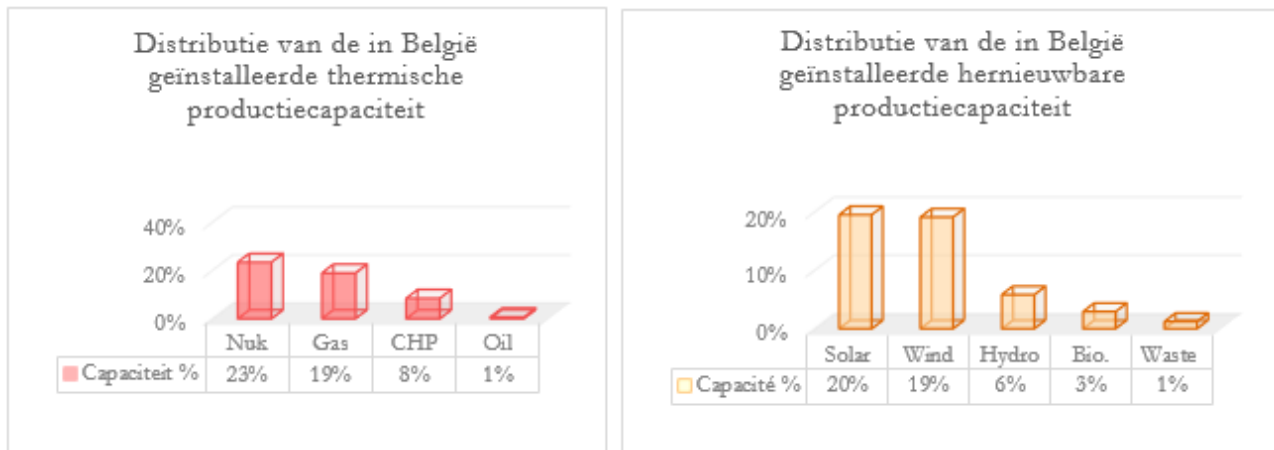 Distributie van de in België
geïnstalleerde thermische
productiecapaciteit
40%
20%
0%
Nuk Gas CHP Oil
Capaciteit % 23% 19% 8% 1%
Distributie van de in België
geïnstalleerde hernieuwbare
productiecapaciteit
20%
10%
0%
Solar Wind Hydro Bio. Waste
Capacité % 20% 19% 6% 3% 1%